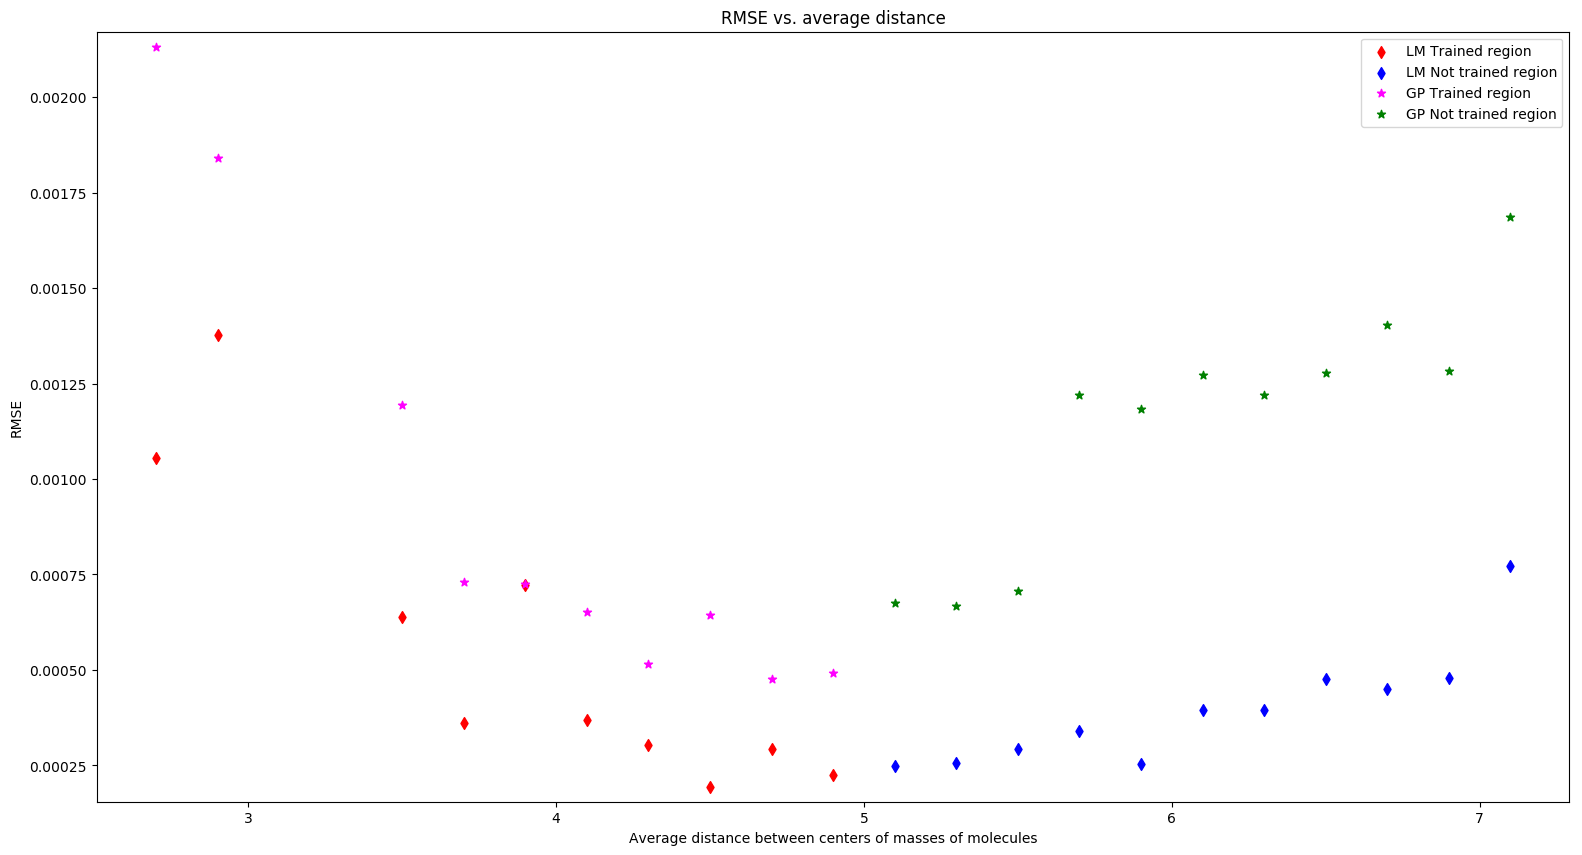 RMSE vs. average distance
LM Trained region
LM Not trained region
GP Trained region
GP Not trained region
0.00200
0.00175
0.00150
0.00125
0.00100
0.00075
0.00050
0.00025
RMSE
3 4 5 6 7
Average distance between centers of masses of molecules